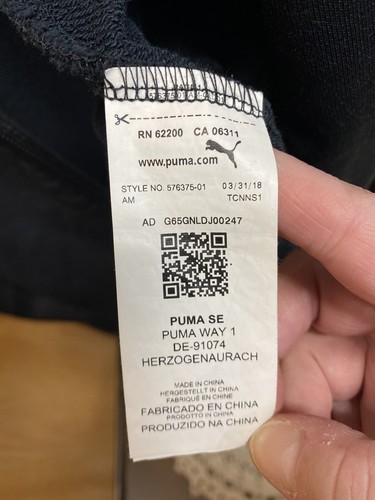 RN 62200 CA 06311
www.puma.com
STYLE NO. 576375-01 03/31/18
AM TCNNS1
AD G65GNLDJ00247
PUMA SE
PUMA WAY 1
DE-91074
HERZOGENAURACH
MADE IN CHINA
HERGESTELLT IN CHINA
FABRIQUÉ EN CHINE
FABRICADO EN CHINA
PRODOTTO IN CHINA
PRODUZIDO NA CHINA